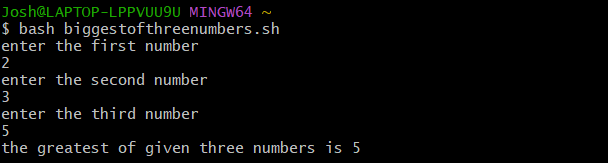 Josh@LAPTOP-LPPVUU9U MINGW64 ~
$ bash biggestofthreenumbers.sh
enter the first number
2
enter the second number
3
enter the third number
5
the greatest of given three numbers is 5